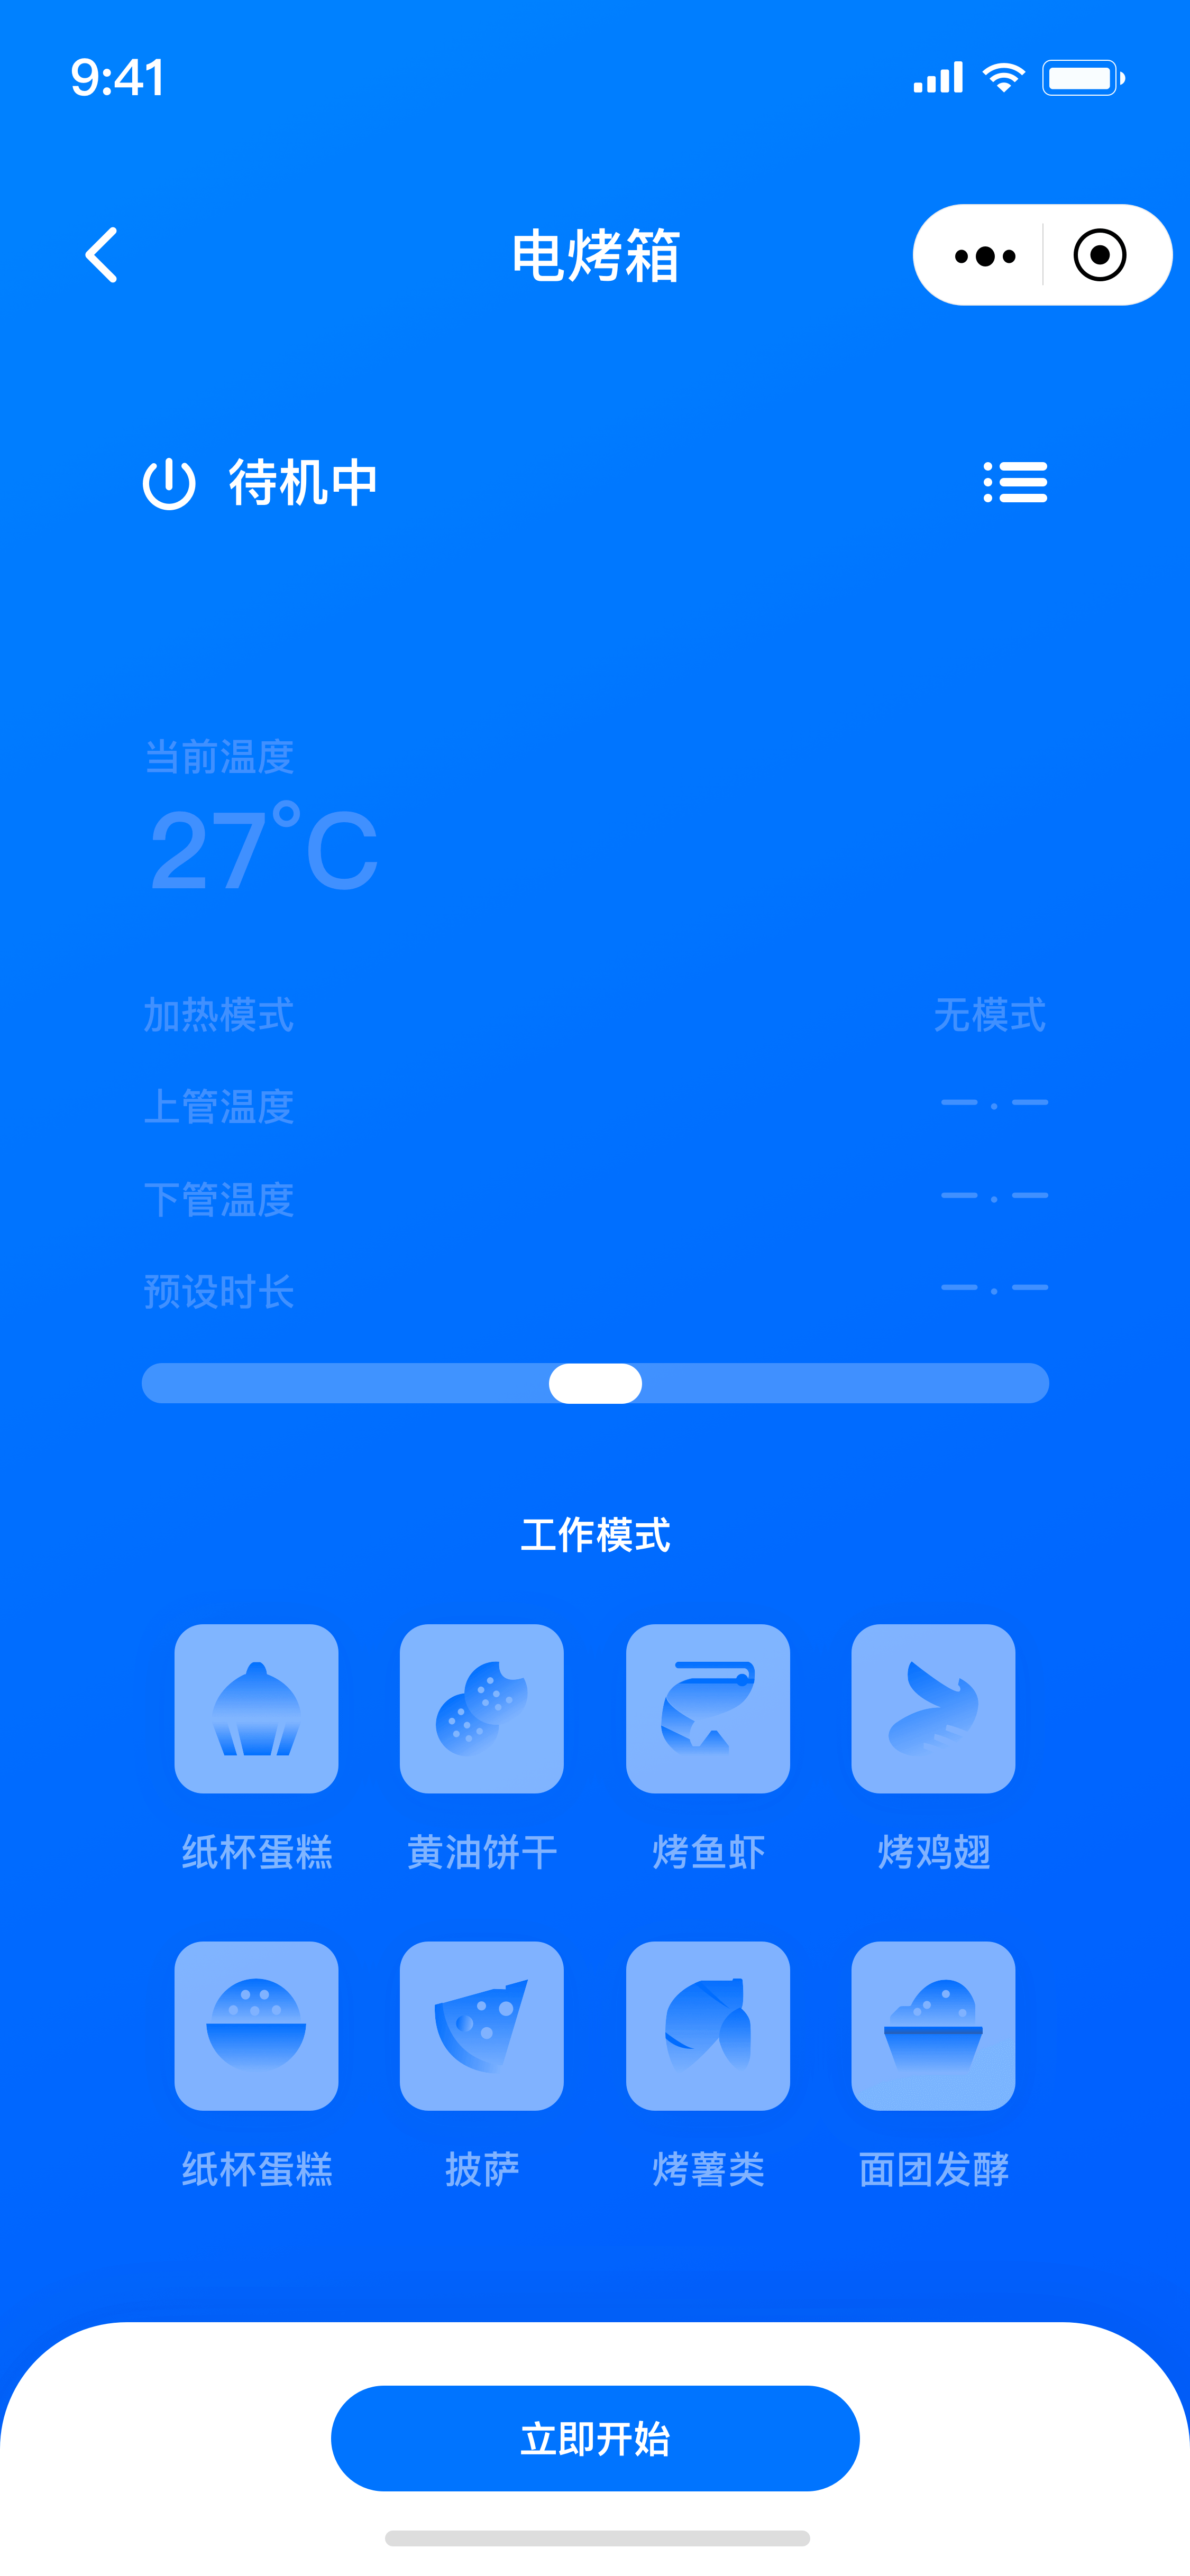 9:41
电烤箱
待机中
当前温度
27°C
加热模式 无模式
上管温度 — . —
下管温度 — . —
预设时长 — . —
工作模式
纸杯蛋糕 黄油饼干 烤鱼虾 烤鸡翅
纸杯蛋糕 披萨 烤薯类 面团发酵
立即开始